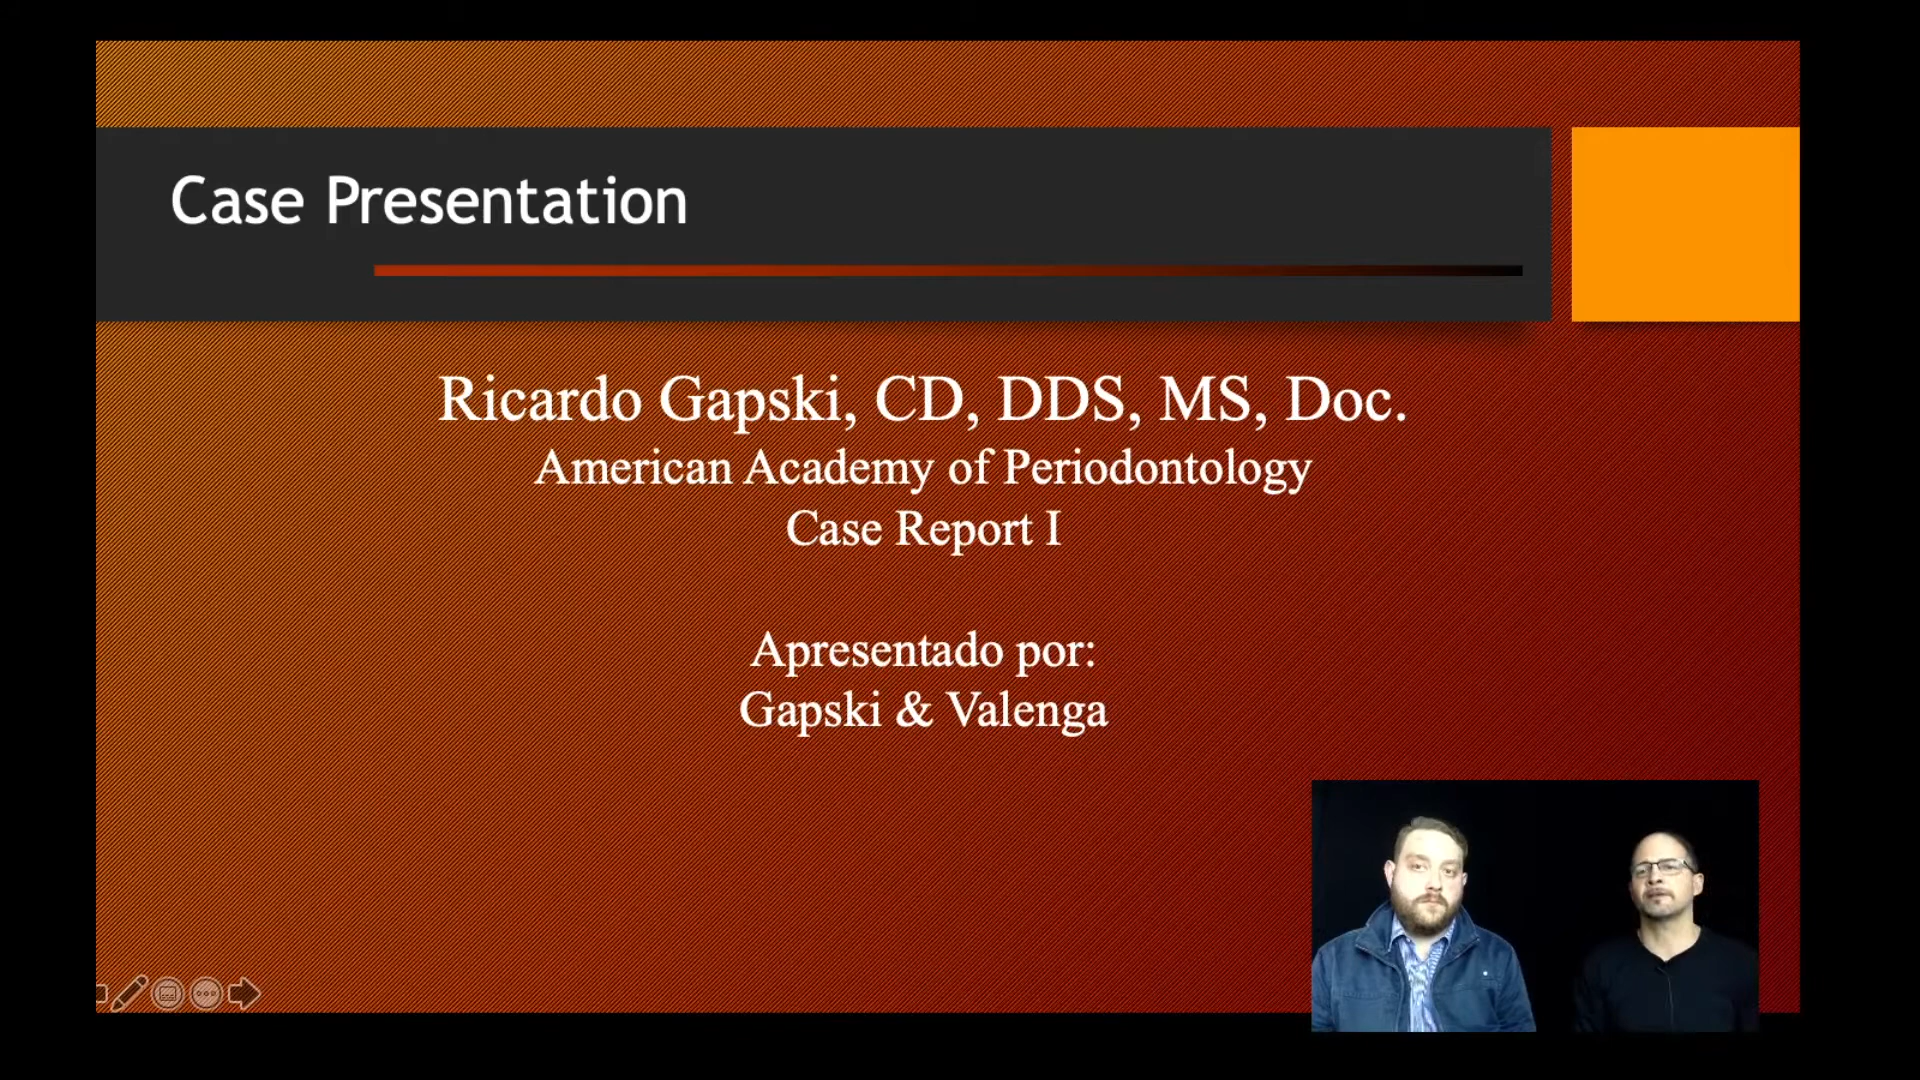 Case Presentation
Ricardo Gapski, CD, DDS, MS, Doc.
American Academy of Periodontology
Case Report I
Apresentado por:
Gapski & Valenga